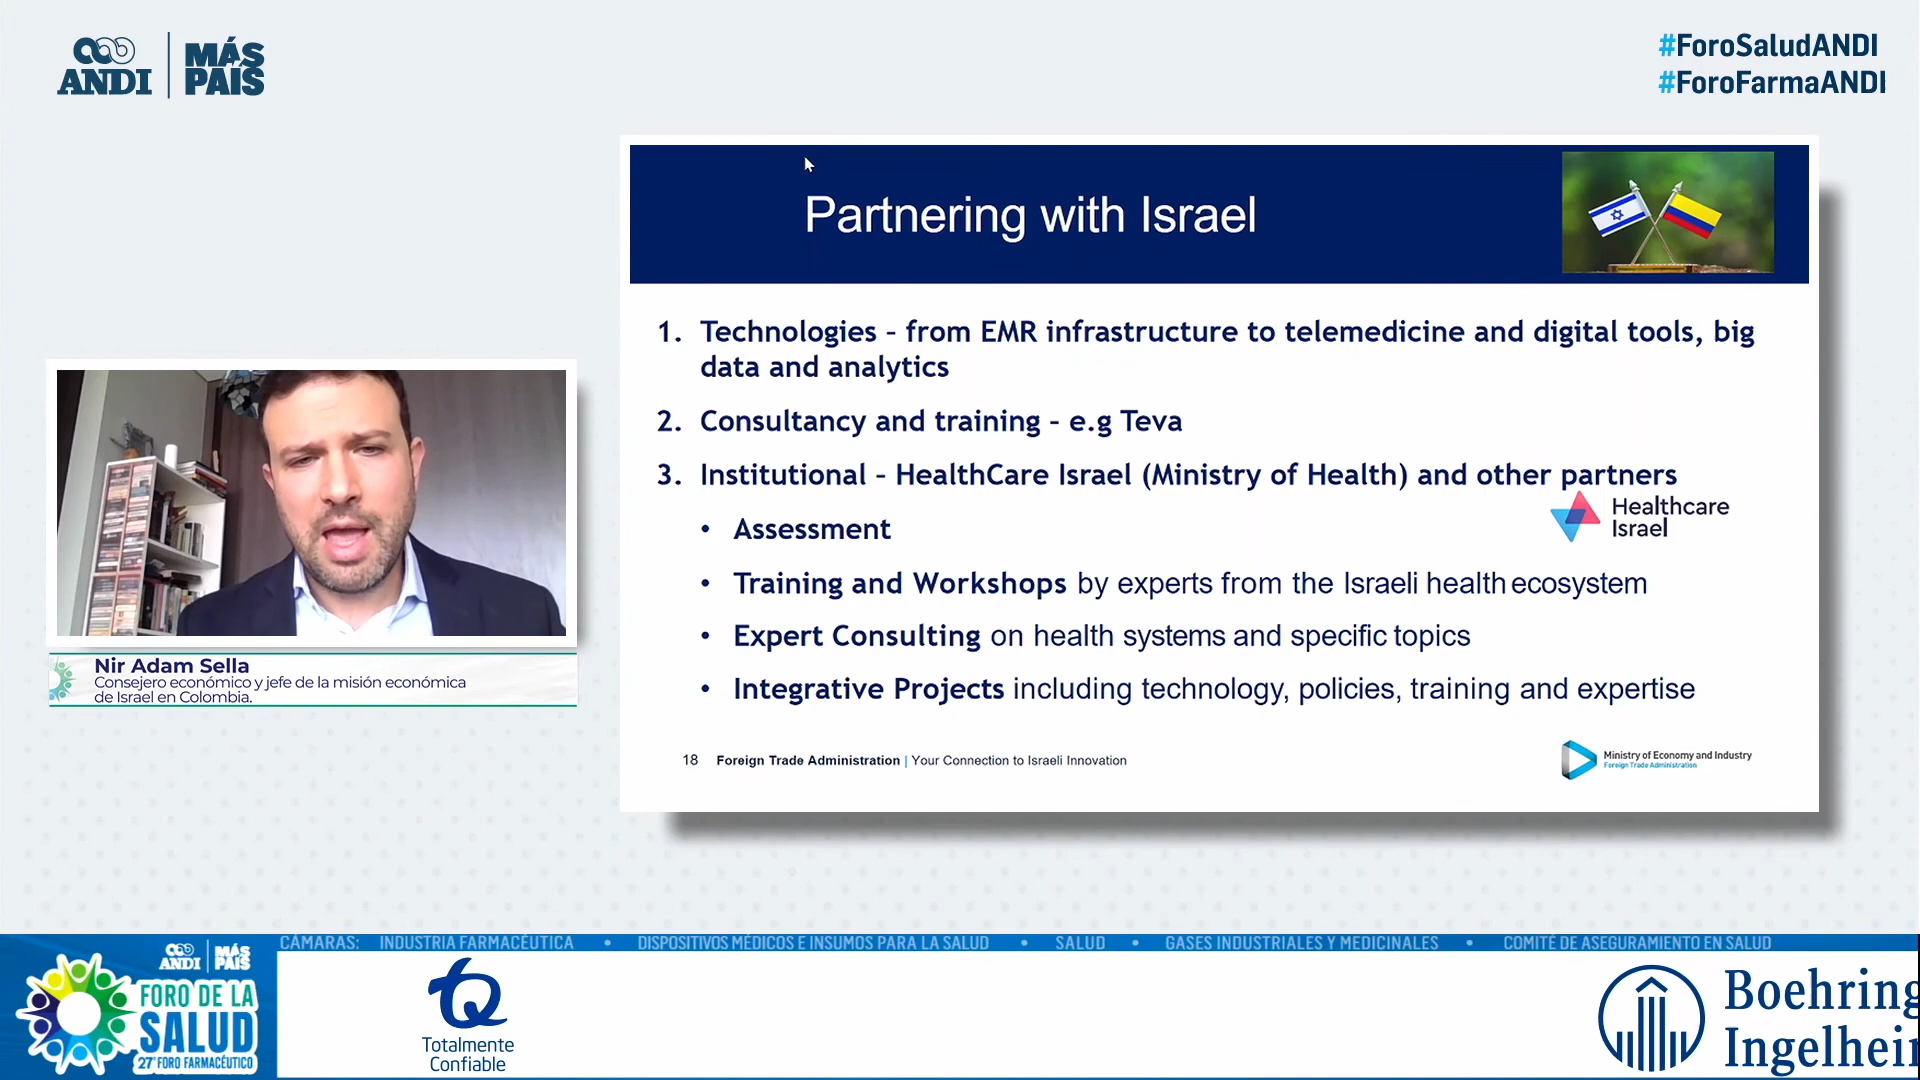 ANDI
MÁS
PAÍS
#ForoSaludANDI
#ForoFarmaANDI
Partnering with Israel
1. Technologies – from EMR infrastructure to telemedicine and digital tools, big
data and analytics
2. Consultancy and training – e.g Teva
3. Institutional – HealthCare Israel (Ministry of Health) and other partners
Healthcare
Israel
• Assessment
• Training and Workshops by experts from the Israeli health ecosystem
• Expert Consulting on health systems and specific topics
• Integrative Projects including technology, policies, training and expertise
18 Foreign Trade Administration | Your Connection to Israeli Innovation
Ministry of Economy and Industry
Foreign Trade Administration
Nir Adam Sella
Consejero económico y jefe de la misión económica
de Israel en Colombia.
CÁMARAS: INDUSTRIA FARMACÉUTICA • DISPOSITIVOS MÉDICOS E INSUMOS PARA LA SALUD • SALUD • GASES INDUSTRIALES Y MEDICINALES • COMITÉ DE ASEGURAMIENTO EN SALUD
ANDI
MÁS
PAÍS
FORO DE LA
SALUD
27° FORO FARMACÉUTICO
tQ
Totalmente
Confiable
Boehring
Ingelhei